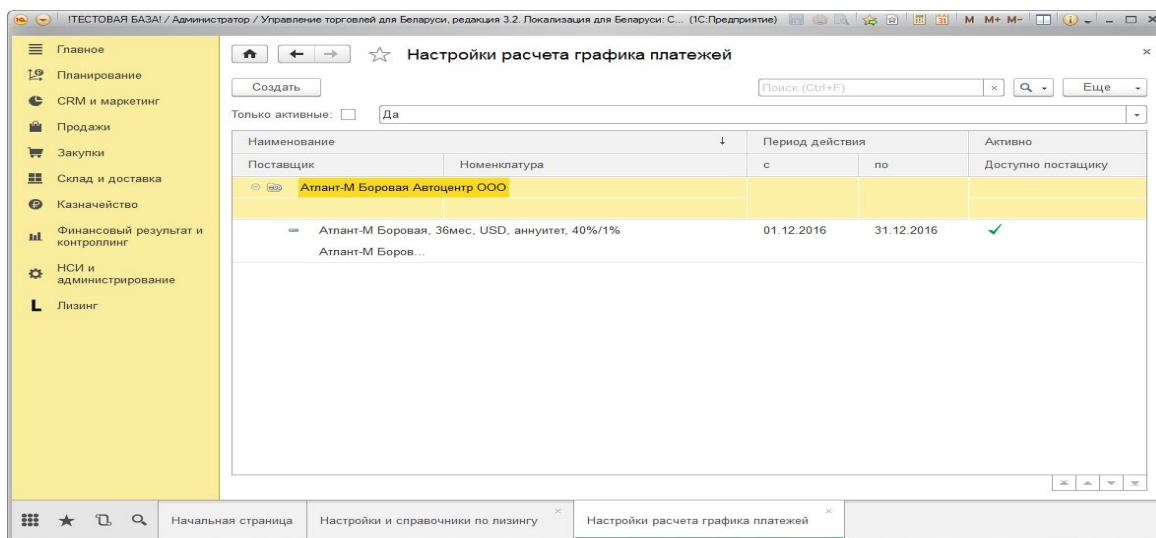 !ТЕСТОВАЯ БАЗА! / Администратор / Управление торговлей для Беларуси, редакция 3.2. Локализация для Беларуси: С... (1С:Предприятие) M M+ M-
Главное
Планирование
CRM и маркетинг
Продажи
Закупки
Склад и доставка
Казначейство
Финансовый результат и
контроллинг
НСИ и
администрирование
L Лизинг
Настройки расчета графика платежей
Создать
Поиск (Ctrl+F)
Еще
Только активные:
Да
Наименование
Период действия
Активно
Поставщик
Номенклатура
с
по
Доступно постащику
Атлант-М Боровая Автоцентр ООО
Атлант-М Боровая, 36мес, USD, аннуитет, 40%/1%
01.12.2016
31.12.2016
Атлант-М Боров...
Начальная страница
Настройки и справочники по лизингу
Настройки расчета графика платежей